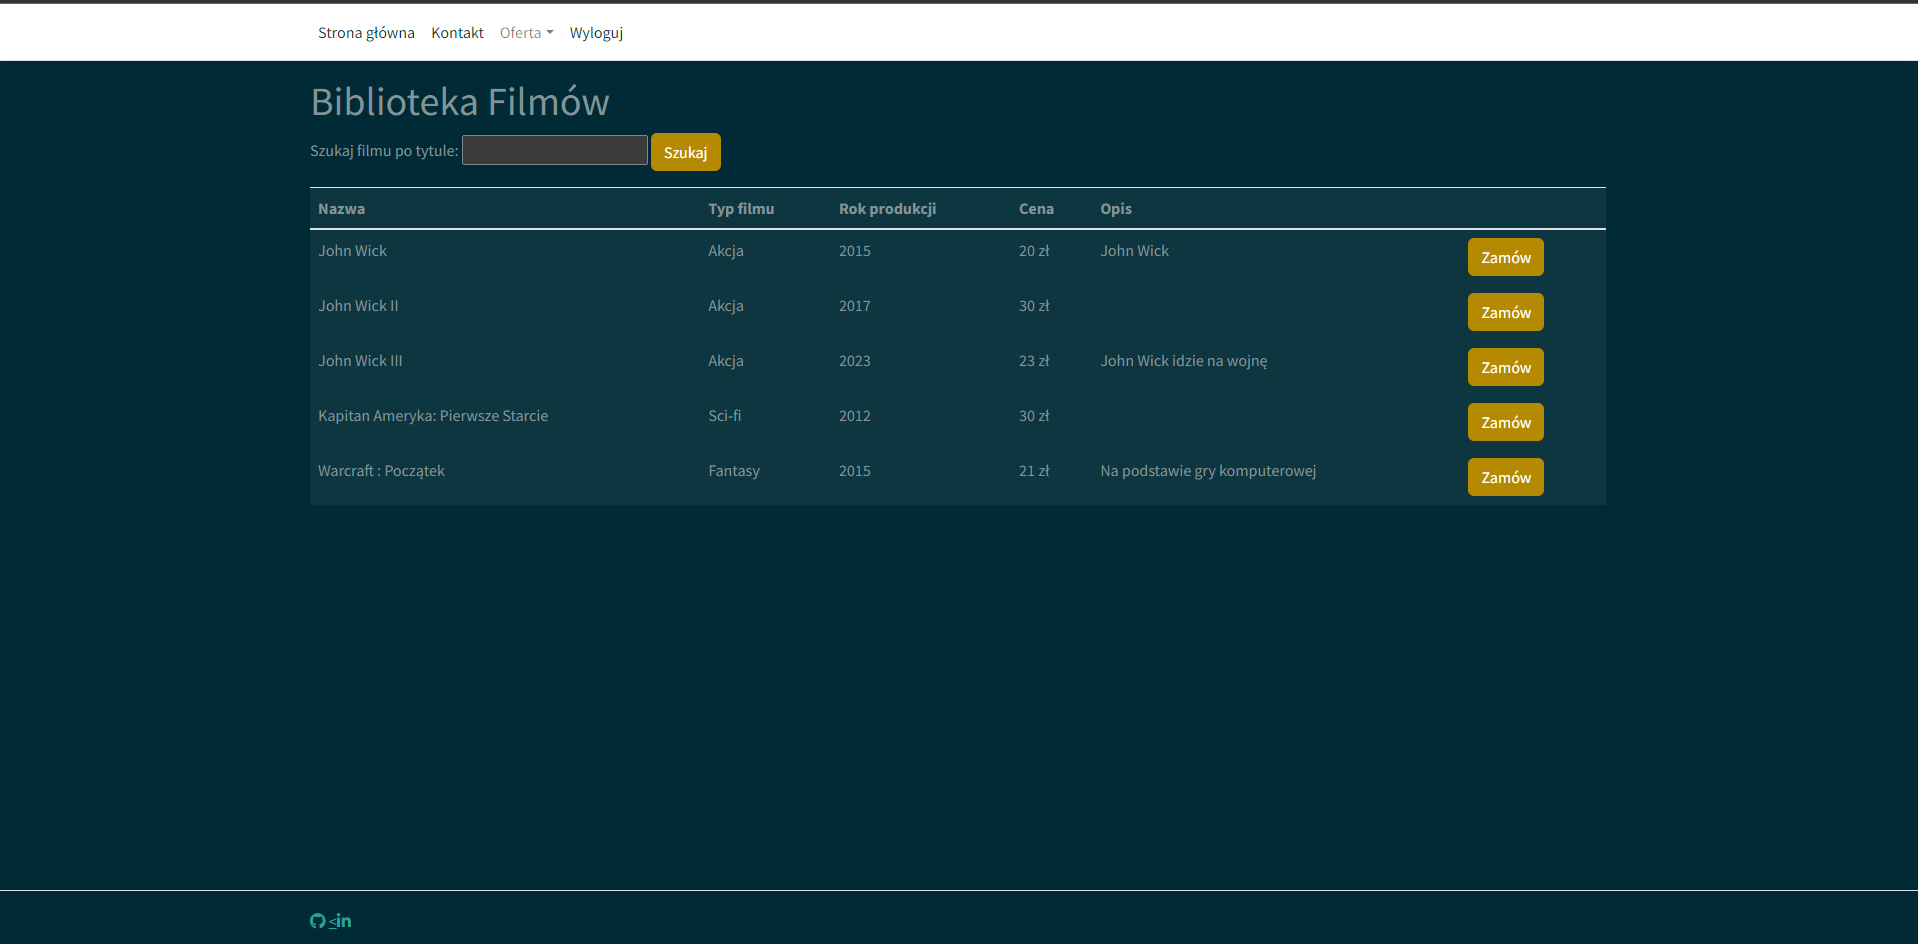 Strona główna Kontakt Oferta Wyloguj
Biblioteka Filmów
Szukaj filmu po tytule: Szukaj
Nazwa Typ filmu Rok produkcji Cena Opis
John Wick Akcja 2015 20 zł John Wick Zamów
John Wick II Akcja 2017 30 zł Zamów
John Wick III Akcja 2023 23 zł John Wick idzie na wojnę Zamów
Kapitan Ameryka: Pierwsze Starcie Sci-fi 2012 30 zł Zamów
Warcraft : Początek Fantasy 2015 21 zł Na podstawie gry komputerowej Zamów
<in